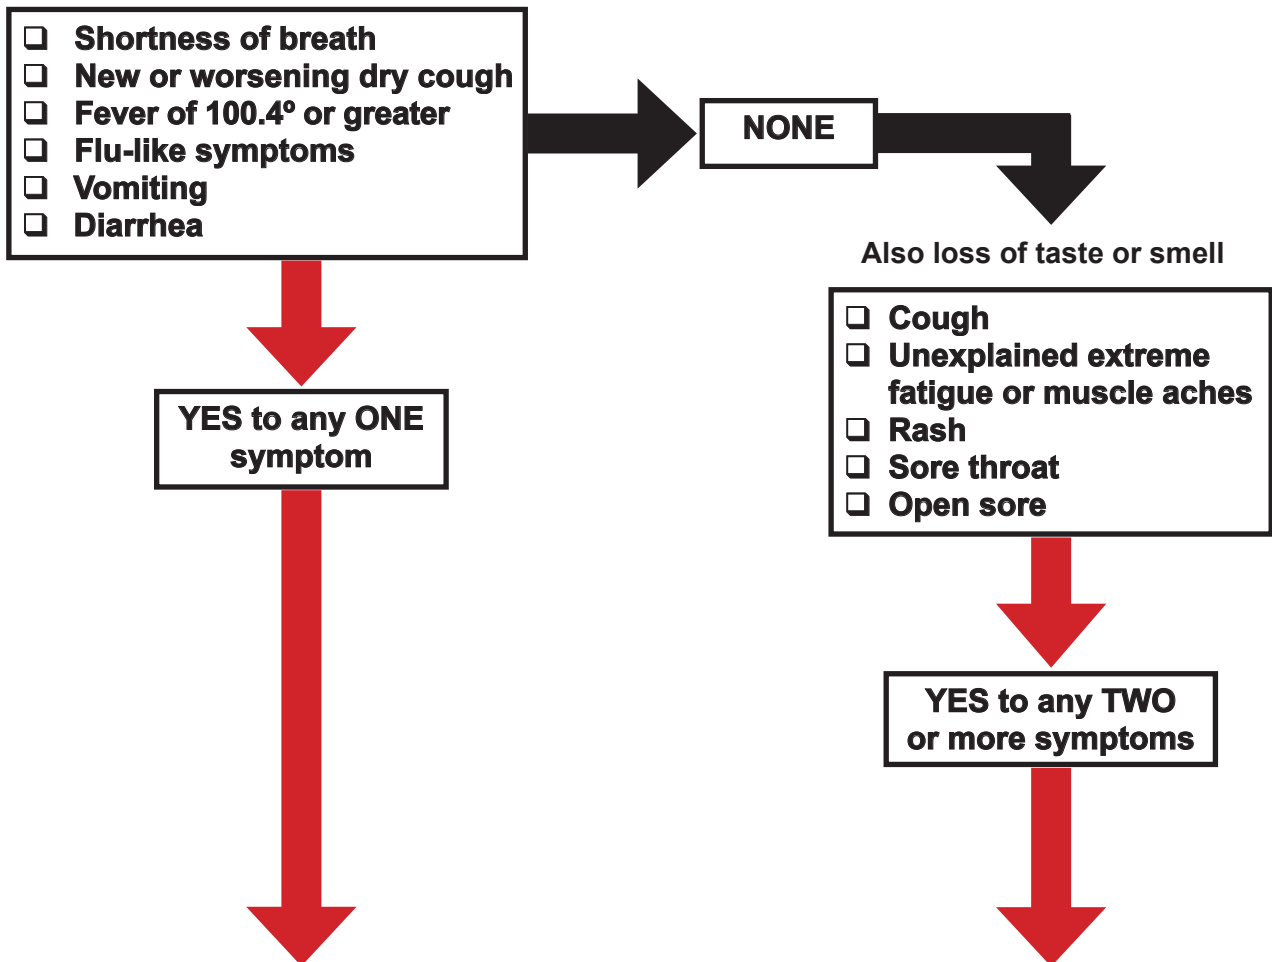 ❑ Shortness of breath
❑ New or worsening dry cough
❑ Fever of 100.4º or greater
❑ Flu-like symptoms
❑ Vomiting
❑ Diarrhea
NONE
Also loss of taste or smell
❑ Cough
❑ Unexplained extreme
fatigue or muscle aches
❑ Rash
❑ Sore throat
❑ Open sore
YES to any ONE
symptom
YES to any TWO
or more symptoms